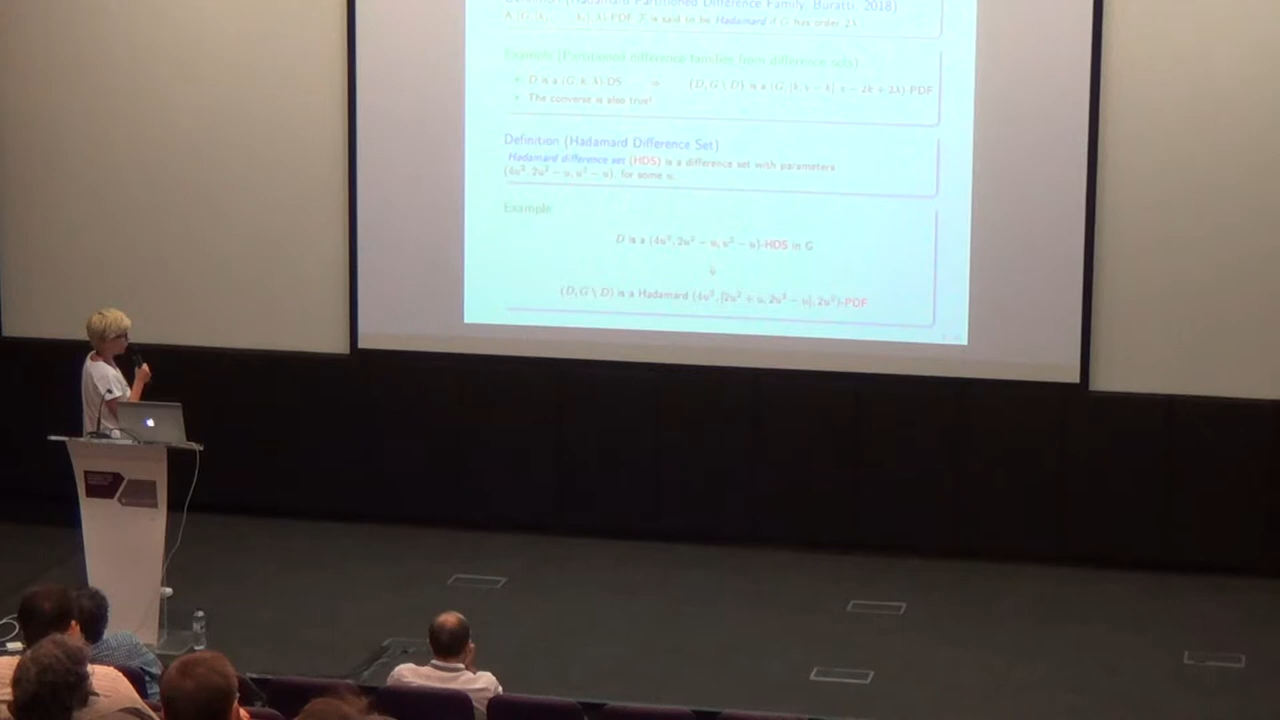 Definition (Hadamard Partitioned Difference Family, Buratti, 2018)
PDF F is said to be Hadamard if G has order 2λ
Example (Partitioned difference families from difference sets)
D is a (G, k, λ) DS ⇒ (D, G \ D) is a (G, [k, v − k], v − 2k + 2λ) PDF
The converse is also true!
Definition (Hadamard Difference Set)
Hadamard difference set (HDS) is a difference set with parameters
(4u², 2u² − u, u² − u), for some u.
Example
D is a (4u², 2u² − u, u² − u)-HDS in G
⇓
(D, G \ D) is a Hadamard (4u², [2u² + u, 2u² − u], 2u²)-PDF